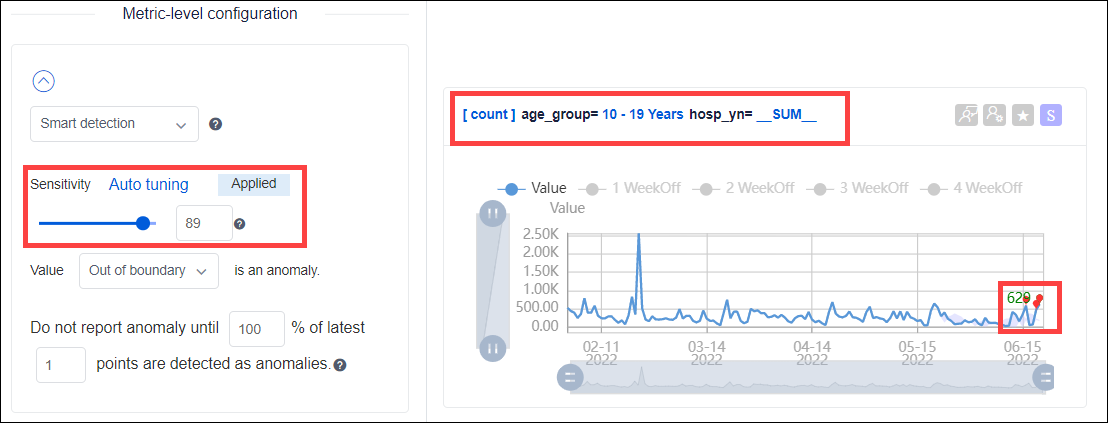 Metric-level configuration
Smart detection
Sensitivity Auto tuning Applied
89
Value Out of boundary is an anomaly.
Do not report anomaly until 100 % of latest
1 points are detected as anomalies.
[ count ] age_group= 10 - 19 Years hosp_yn= __SUM__
S
Value 1 WeekOff 2 WeekOff 3 WeekOff 4 WeekOff
Value
2.50K
2.00K
1.50K
1.00K
500.00
0.00
629
02-11 03-14 04-14 05-15 06-15
2022 2022 2022 2022 2022